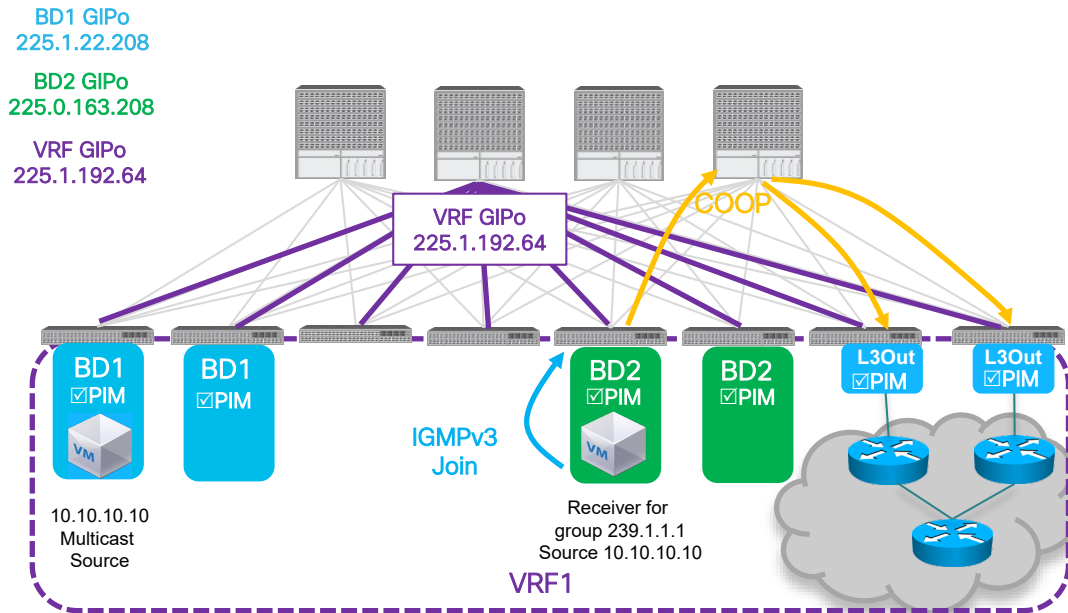 BD1 GIPo
225.1.22.208
BD2 GIPo
225.0.163.208
VRF GIPo
225.1.192.64
COOP
VRF GIPo
225.1.192.64
BD1
☑PIM
VM
BD1
☑PIM
BD2
☑PIM
VM
BD2
☑PIM
L3Out
☑PIM
L3Out
☑PIM
IGMPv3
Join
10.10.10.10
Multicast
Source
Receiver for
group 239.1.1.1
Source 10.10.10.10
VRF1